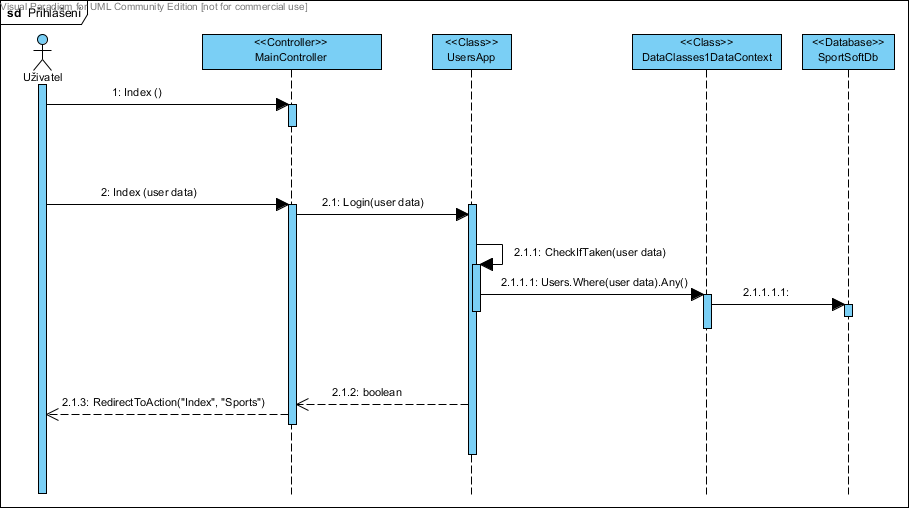 Visual Paradigm for UML Community Edition [not for commercial use]
sd Přihlášení
<<Controller>>
MainController
<<Class>>
UsersApp
<<Class>>
DataClasses1DataContext
<<Database>>
SportSoftDb
Uživatel
1: Index ()
2: Index (user data)
2.1: Login(user data)
2.1.1: CheckIfTaken(user data)
2.1.1.1: Users.Where(user data).Any()
2.1.1.1.1:
2.1.2: boolean
2.1.3: RedirectToAction("Index", "Sports")